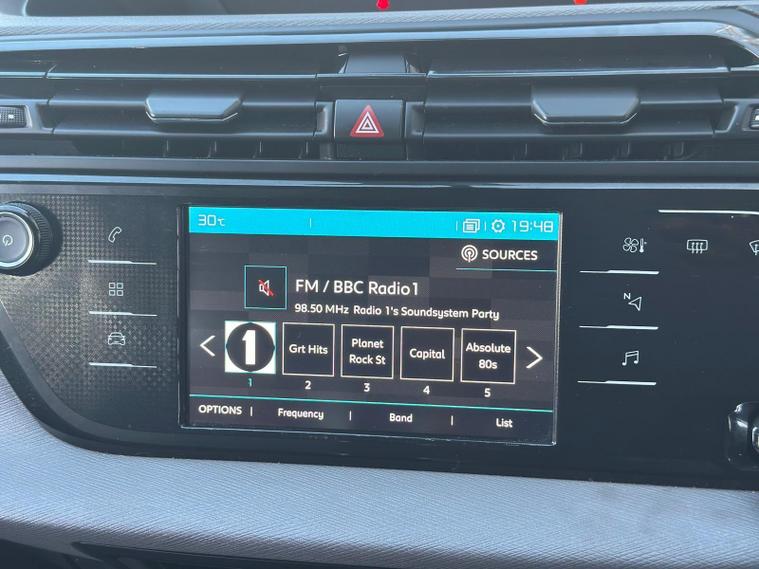 30°C
19:48
SOURCES
FM / BBC Radio1
98.50 MHz Radio 1's Soundsystem Party
1 Grt Hits Planet Rock St Capital Absolute 80s
1 2 3 4 5
OPTIONS Frequency Band List
N